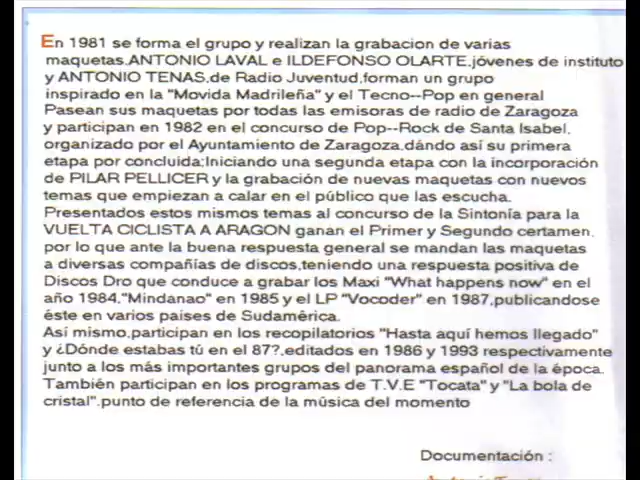 En 1981 se forma el grupo y realizan la grabacion de varias
maquetas.ANTONIO LAVAL e ILDEFONSO OLARTE.jóvenes de instituto
y ANTONIO TENAS.de Radio Juventud.forman un grupo
inspirado en la "Movida Madrileña" y el Tecno--Pop en general
Pasean sus maquetas por todas las emisoras de radio de Zaragoza
y participan en 1982 en el concurso de Pop--Rock de Santa Isabel.
organizado por el Ayuntamiento de Zaragoza.dándo así su primera
etapa por concluida;Iniciando una segunda etapa con la incorporación
de PILAR PELLICER y la grabación de nuevas maquetas con nuevos
temas que empiezan a calar en el público que las escucha.
Presentados estos mismos temas al concurso de la Sintonía para la
VUELTA CICLISTA A ARAGON ganan el Primer y Segundo certamen.
por lo que ante la buena respuesta general se mandan las maquetas
a diversas compañías de discos.teniendo una respuesta positiva de
Discos Dro que conduce a grabar los Maxi "What happens now" en el
año 1984."Mindanao" en 1985 y el LP "Vocoder" en 1987.publicandose
éste en varios paises de Sudamérica.
Así mismo.participan en los recopilatorios "Hasta aquí hemos llegado"
y ¿Dónde estabas tú en el 87?.editados en 1986 y 1993 respectivamente
junto a los más importantes grupos del panorama español de la época.
También participan en los programas de T.V.E "Tocata" y "La bola de
cristal".punto de referencia de la música del momento
Documentación :